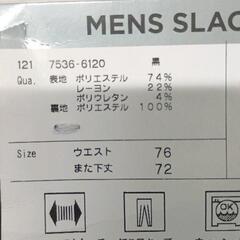 MENS SLAC
121 7536-6120 黒
Qua. 表地 ポリエステル 74%
レーヨン 22%
ポリウレタン 4%
裏地 ポリエステル 100%
Size ウエスト 76
また下丈 72
OK